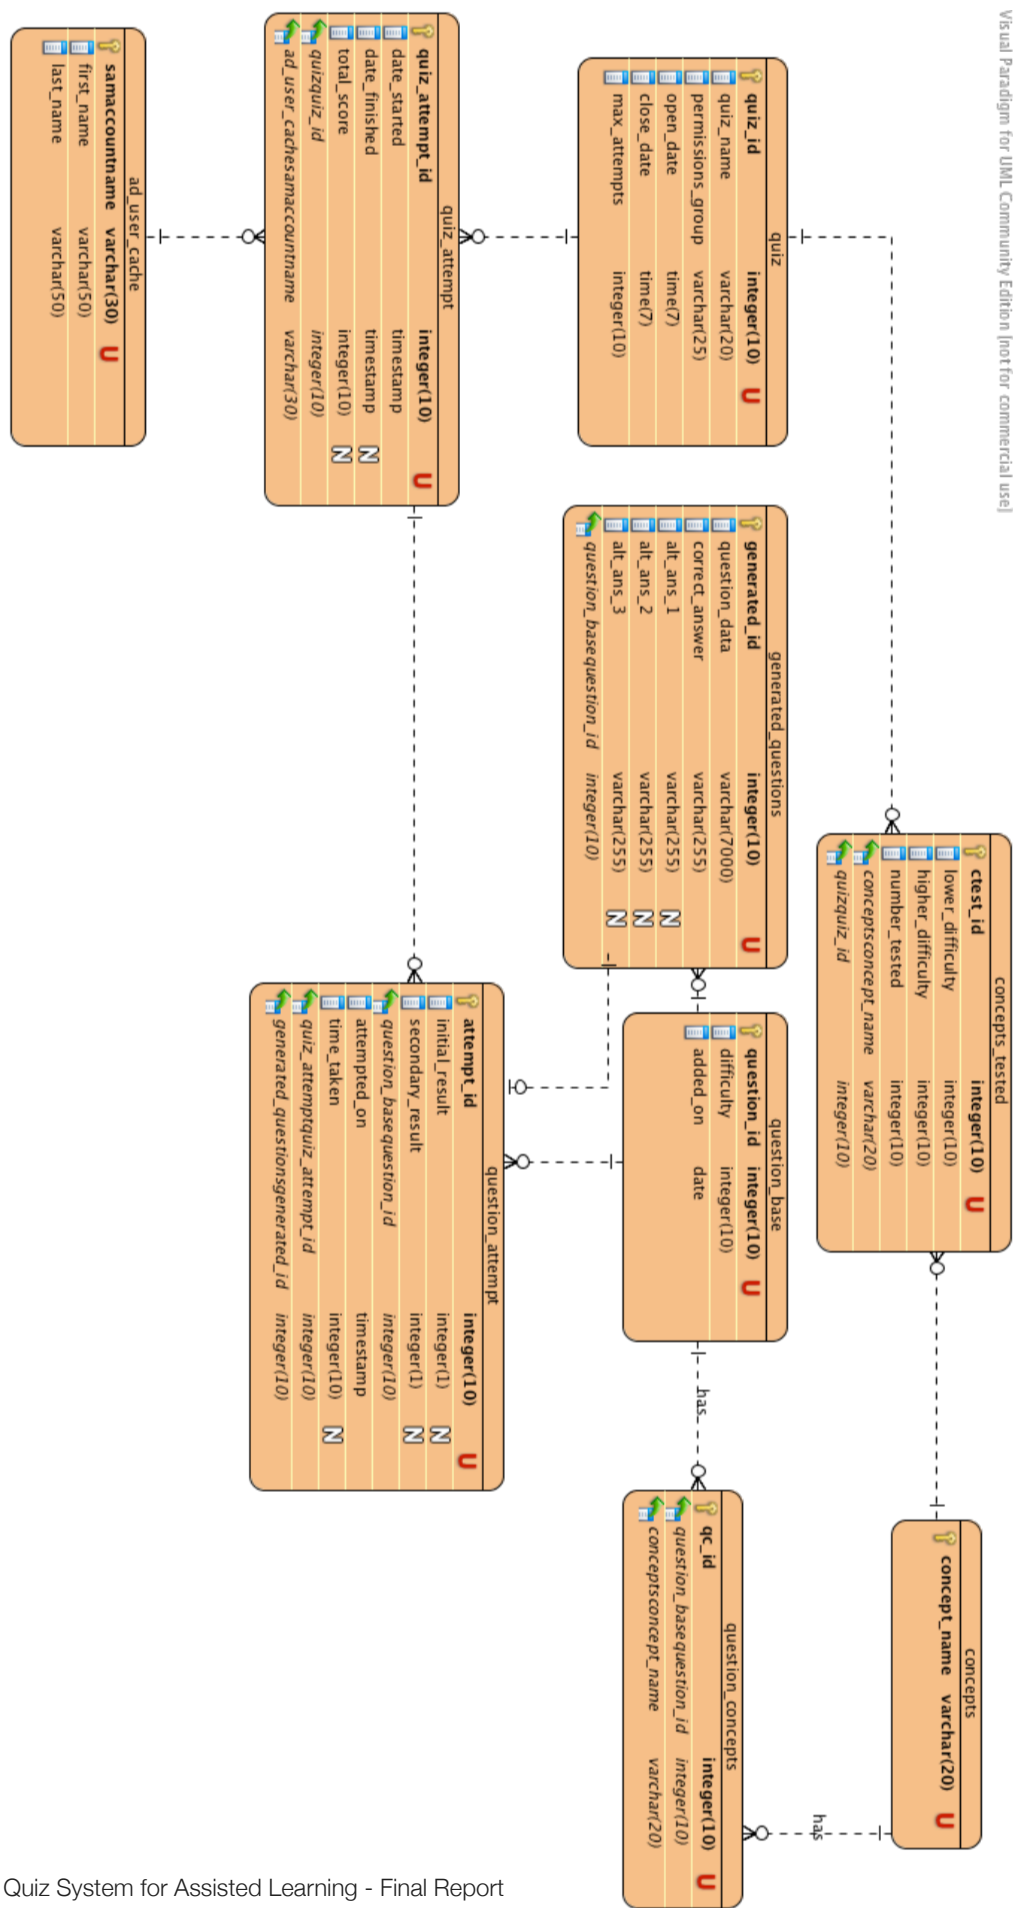 Visual Paradigm for UML Community Edition [not for commercial use]
quiz
quiz_id integer(10) U
quiz_name varchar(20)
permissions_group varchar(25)
open_date time(7)
close_date time(7)
max_attempts integer(10)
concepts_tested
ctest_id integer(10) U
lower_difficulty integer(10)
higher_difficulty integer(10)
number_tested integer(10)
conceptsconcept_name varchar(20)
quizquiz_id integer(10)
concepts
concept_name varchar(20) U
generated_questions
generated_id integer(10) U
question_data varchar(7000)
correct_answer varchar(255)
alt_ans_1 varchar(255) N
alt_ans_2 varchar(255) N
alt_ans_3 varchar(255) N
question_basequestion_id integer(10)
question_base
question_id integer(10) U
difficulty integer(10)
added_on date
has
has
question_concepts
qc_id integer(10) U
question_basequestion_id integer(10)
conceptsconcept_name varchar(20)
quiz_attempt
quiz_attempt_id integer(10) U
date_started timestamp
date_finished timestamp N
total_score integer(10) N
quizquiz_id integer(10)
ad_user_cachesamaccountname varchar(30)
question_attempt
attempt_id integer(10) U
initial_result integer(1) N
secondary_result integer(1) N
question_basequestion_id integer(10)
attempted_on timestamp
time_taken integer(10) N
quiz_attemptquiz_attempt_id integer(10)
generated_questionsgenerated_id integer(10)
ad_user_cache
samaccountname varchar(30) U
first_name varchar(50)
last_name varchar(50)
Quiz System for Assisted Learning - Final Report